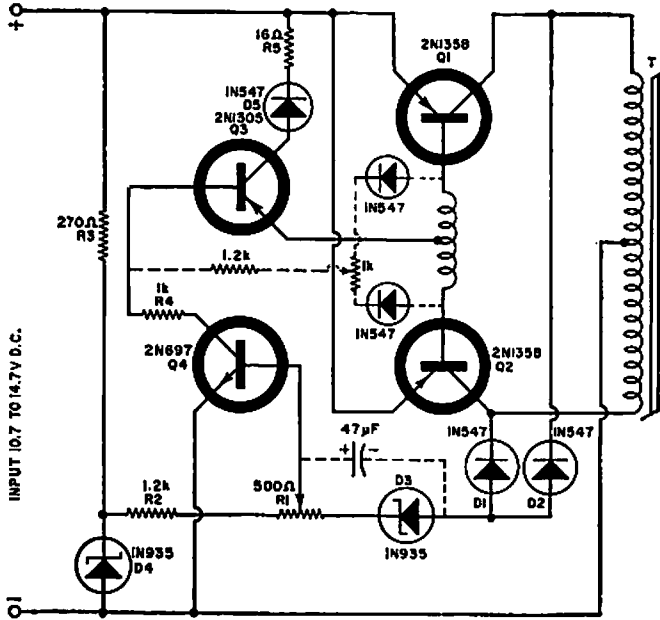 +
16Ω
R5
2N1358
Q1
T
1N547
D5
2N1305
Q3
1N547
270Ω
R3
1.2k
1k
1k
R4
1N547
2N697
Q4
2N1358
Q2
INPUT 10.7 TO 14.7V D.C.
47µF
+ −
1N547
1N547
1.2k
R2
500Ω
R1
D3
D1
D2
1N935
1N935
D4
−